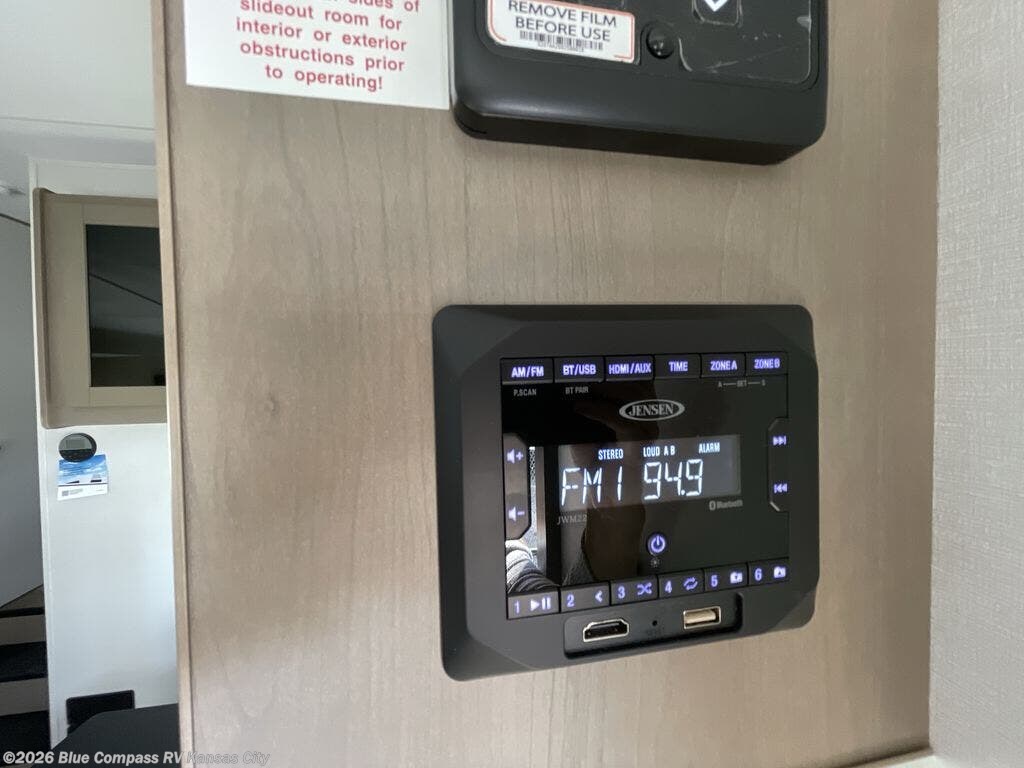 sides of
slideout room for
interior or exterior
obstructions prior
to operating!
REMOVE FILM
BEFORE USE
AM/FM BT/USB HDMI/AUX TIME ZONE A ZONE B
P.SCAN BT PAIR A SET S
JENSEN
STEREO LOUD A B ALARM
FM1 94.9
Bluetooth
JWM22
1 2 3 4 5 6
©2026 Blue Compass RV Kansas City